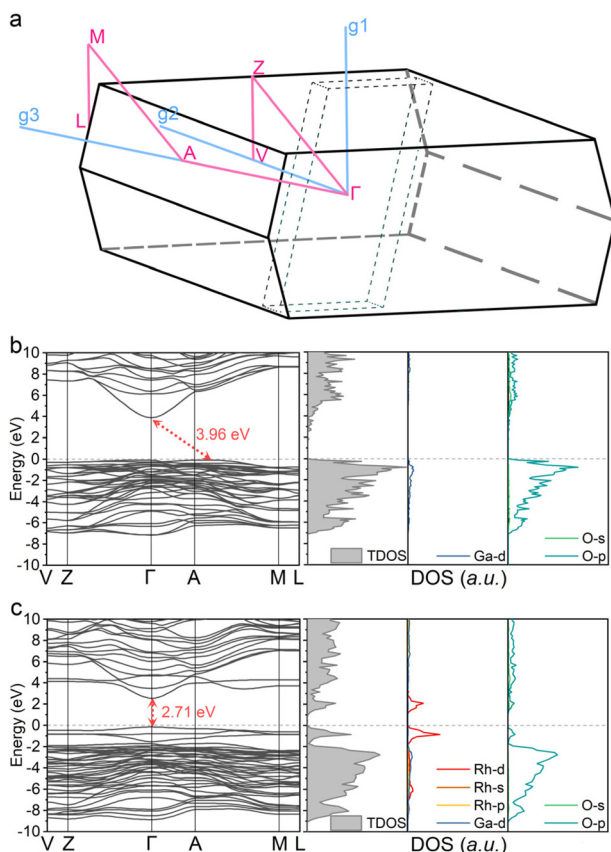 a
M
g1
Z
g3
g2
L
A
V
Γ
b
10
8
6
4
2
0
-2
-4
-6
-8
-10
Energy (eV)
3.96 eV
V Z Γ A M L
TDOS
Ga-d
O-s
O-p
DOS (a.u.)
c
10
8
6
4
2
0
-2
-4
-6
-8
-10
Energy (eV)
2.71 eV
V Z Γ A M L
TDOS
Rh-d
Rh-s
Rh-p
Ga-d
O-s
O-p
DOS (a.u.)